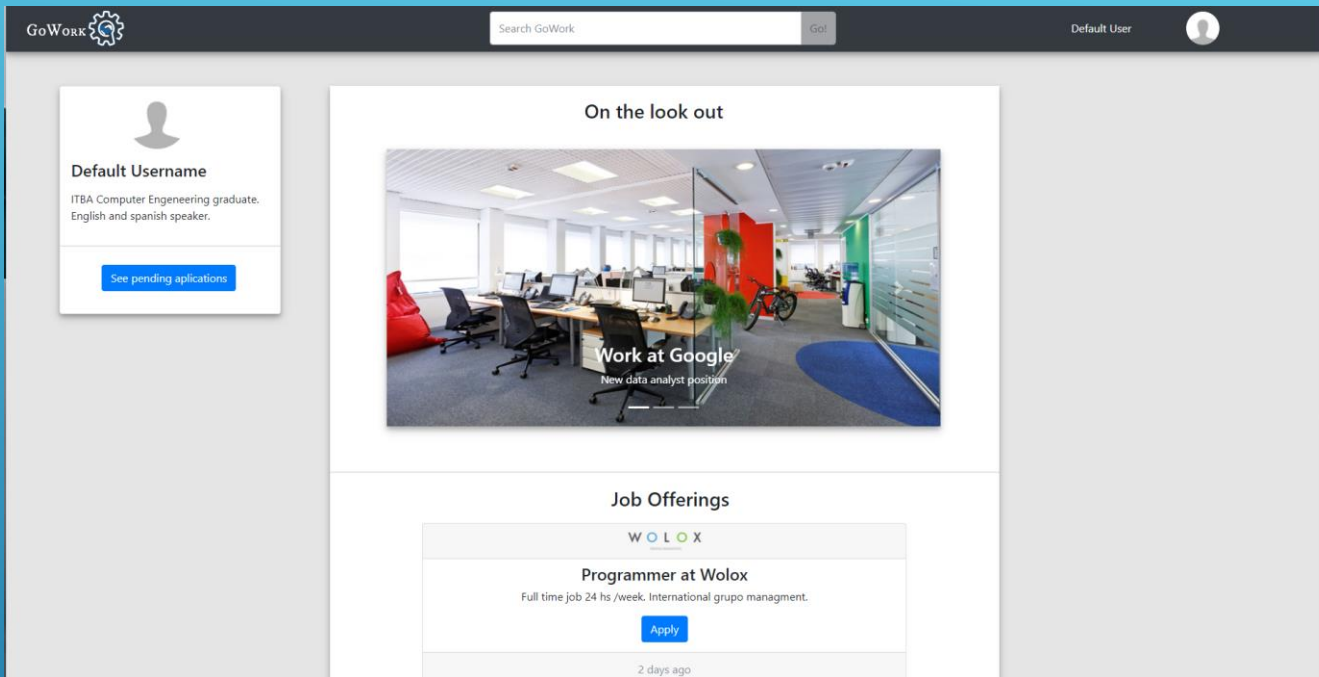 GoWork
Search GoWork
Go!
Default User
Default Username
ITBA Computer Engeneering graduate.
English and spanish speaker.
See pending aplications
On the look out
Work at Google
New data analyst position
Job Offerings
WOLOX
Programmer at Wolox
Full time job 24 hs /week. International grupo managment.
Apply
2 days ago